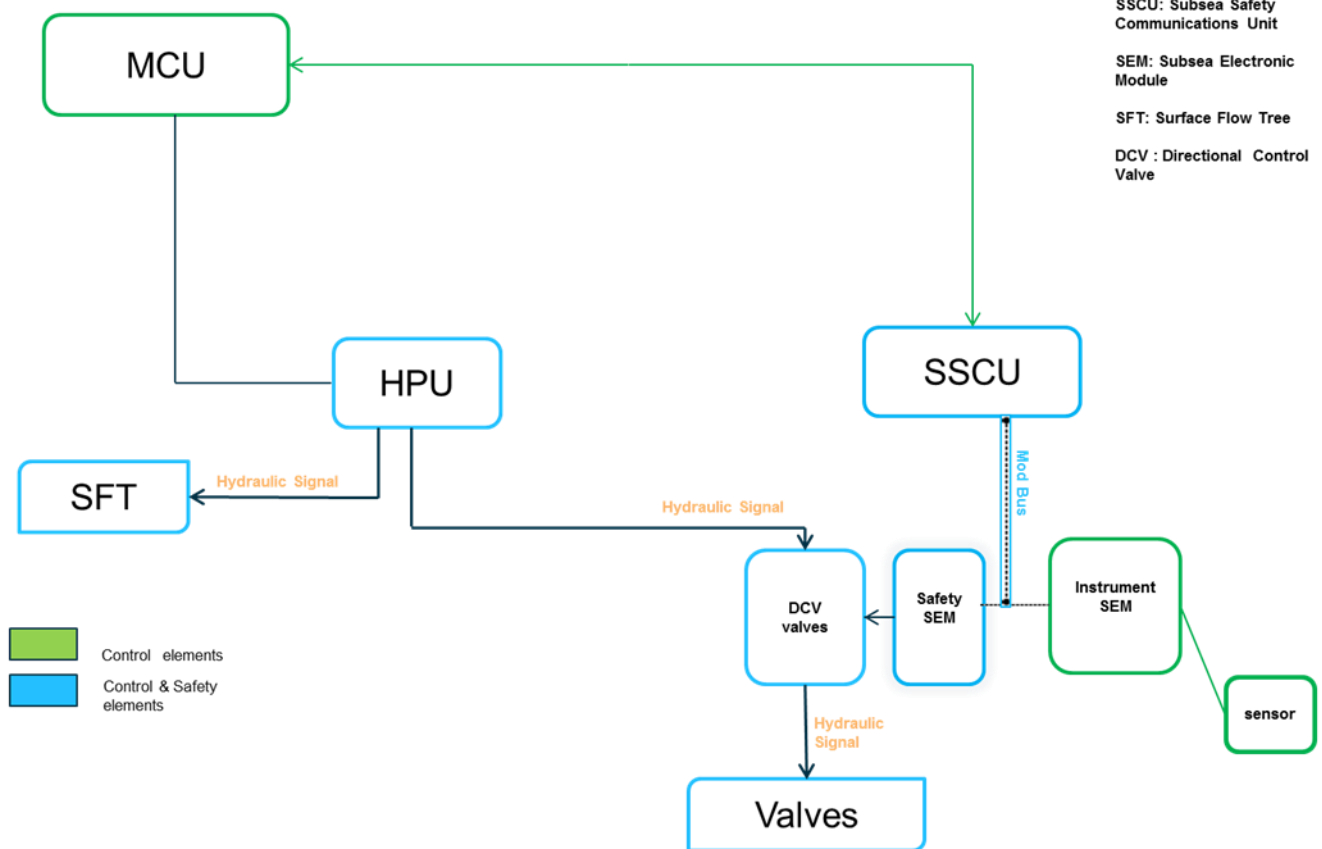 SSCU: Subsea Safety
Communications Unit
SEM: Subsea Electronic
Module
SFT: Surface Flow Tree
DCV : Directional Control
Valve
MCU
HPU
SSCU
SFT
Hydraulic Signal
Hydraulic Signal
Mod Bus
DCV
valves
Safety
SEM
Instrument
SEM
sensor
Control elements
Control & Safety
elements
Hydraulic
Signal
Valves